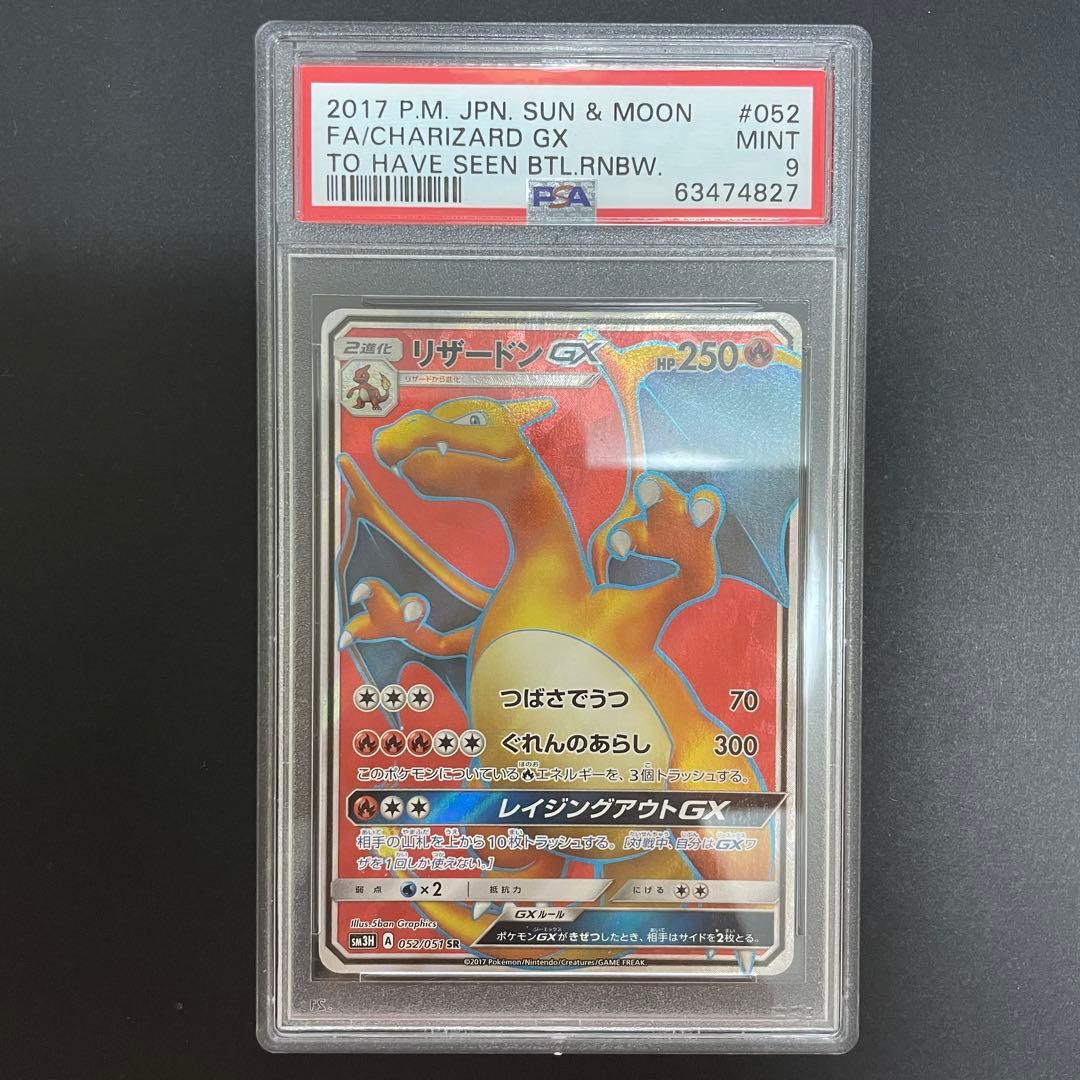 2017 P.M. JPN. SUN & MOON #052
FA/CHARIZARD GX MINT
TO HAVE SEEN BTL.RNBW. 9
PSA 63474827
2進化 リザードンGX HP250
リザードから進化
つばさでうつ 70
ぐれんのあらし 300
このポケモンについている エネルギーを、3個トラッシュする。
レイジングアウトGX
相手の山札を上から10枚トラッシュする。[対戦中、自分はGXワ
ザを1回しか使えない。]
弱点 ×2 抵抗力 にげる
GXルール
Illus. 5ban Graphics
ポケモンGXがきぜつしたとき、相手はサイドを2枚とる。
SM3H A 052/051 SR
©2017 Pokémon/Nintendo/Creatures/GAME FREAK.